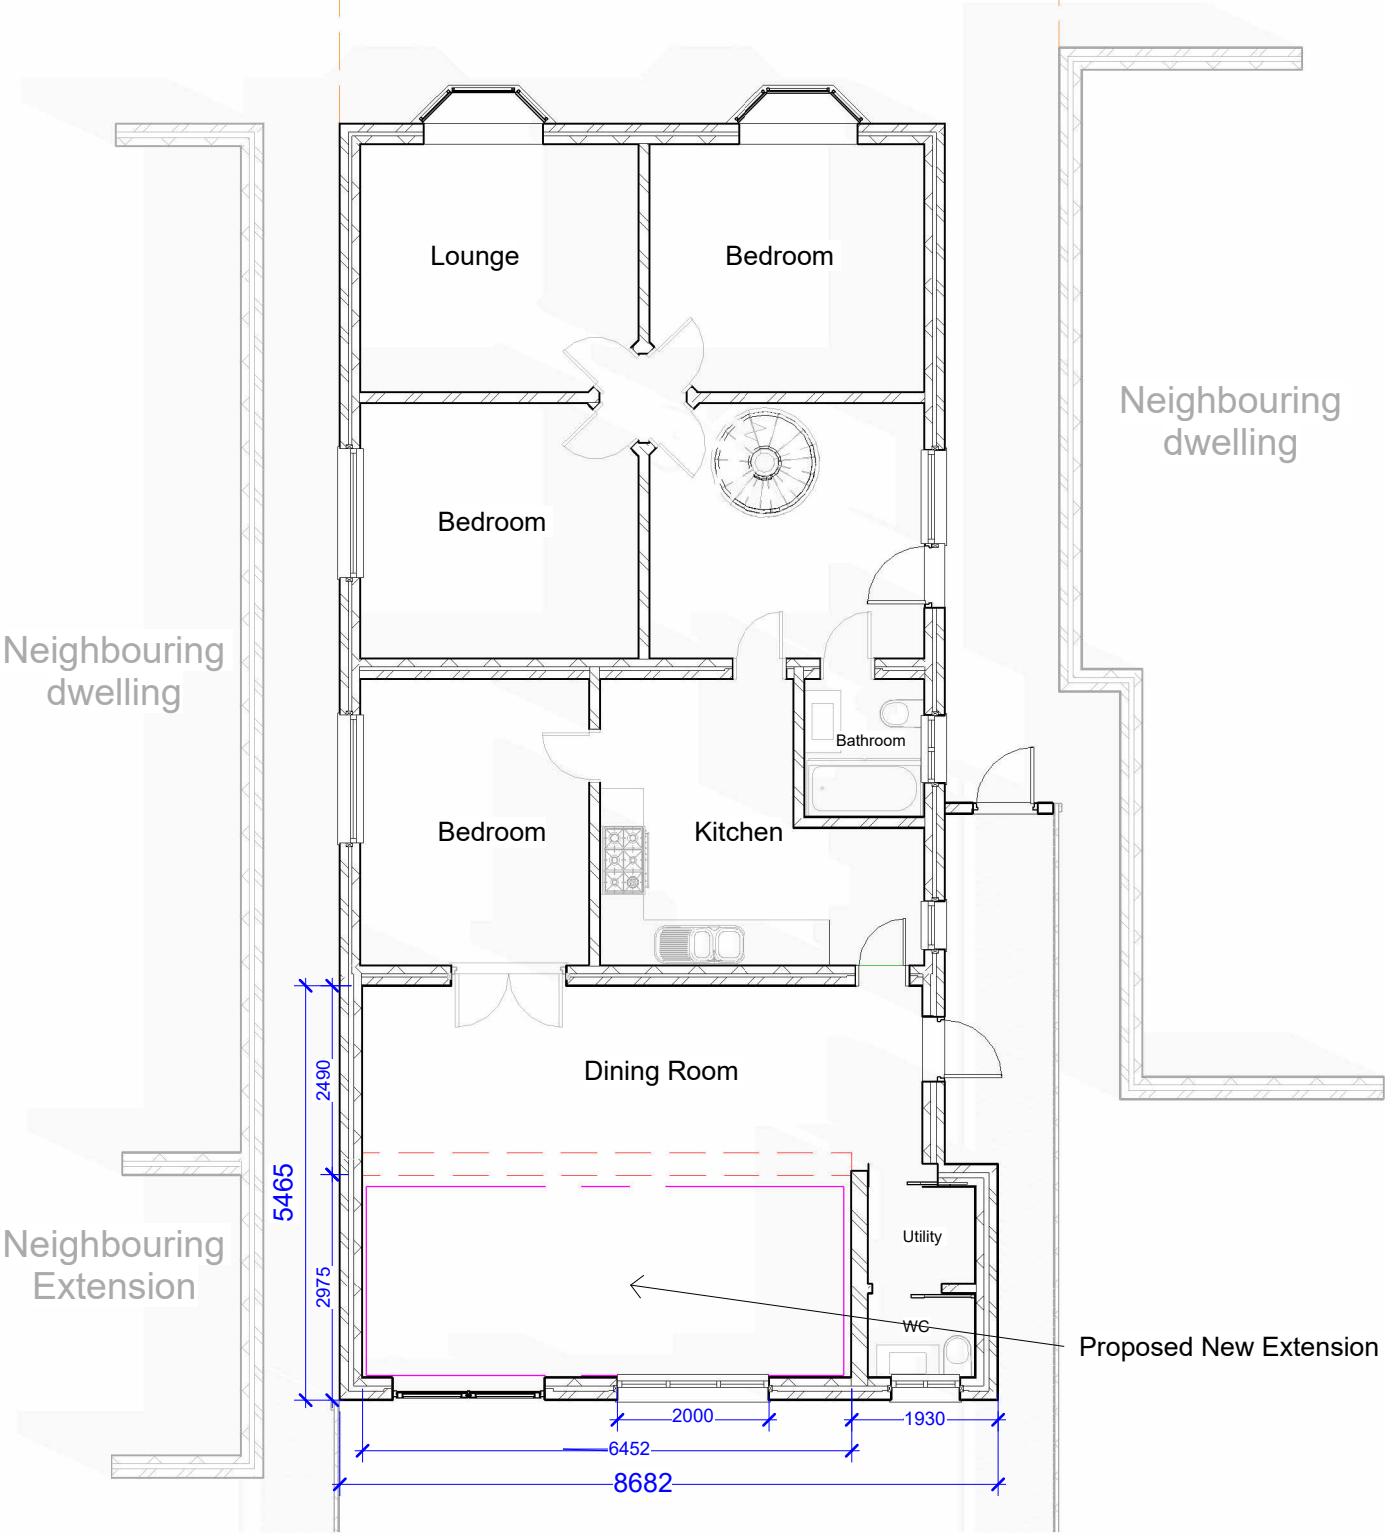 Lounge
Bedroom
Neighbouring
dwelling
Bedroom
Neighbouring
dwelling
Bathroom
Bedroom
Kitchen
Dining Room
2490
5465
Neighbouring
Extension
2975
Utility
WC
Proposed New Extension
2000
1930
6452
8682